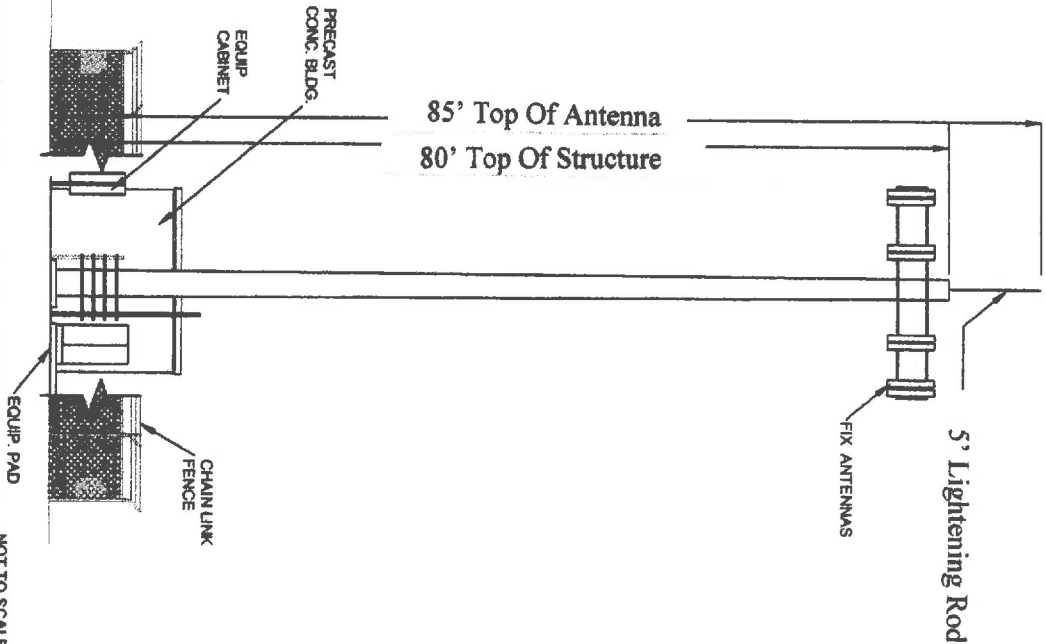 85' Top Of Antenna
80' Top Of Structure
PRECAST
CONC. BLDG.
EQUIP
CABINET
5' Lightening Rod
FIX ANTENNAS
CHAIN LINK
FENCE
EQUIP. PAD
NOT TO SCALE